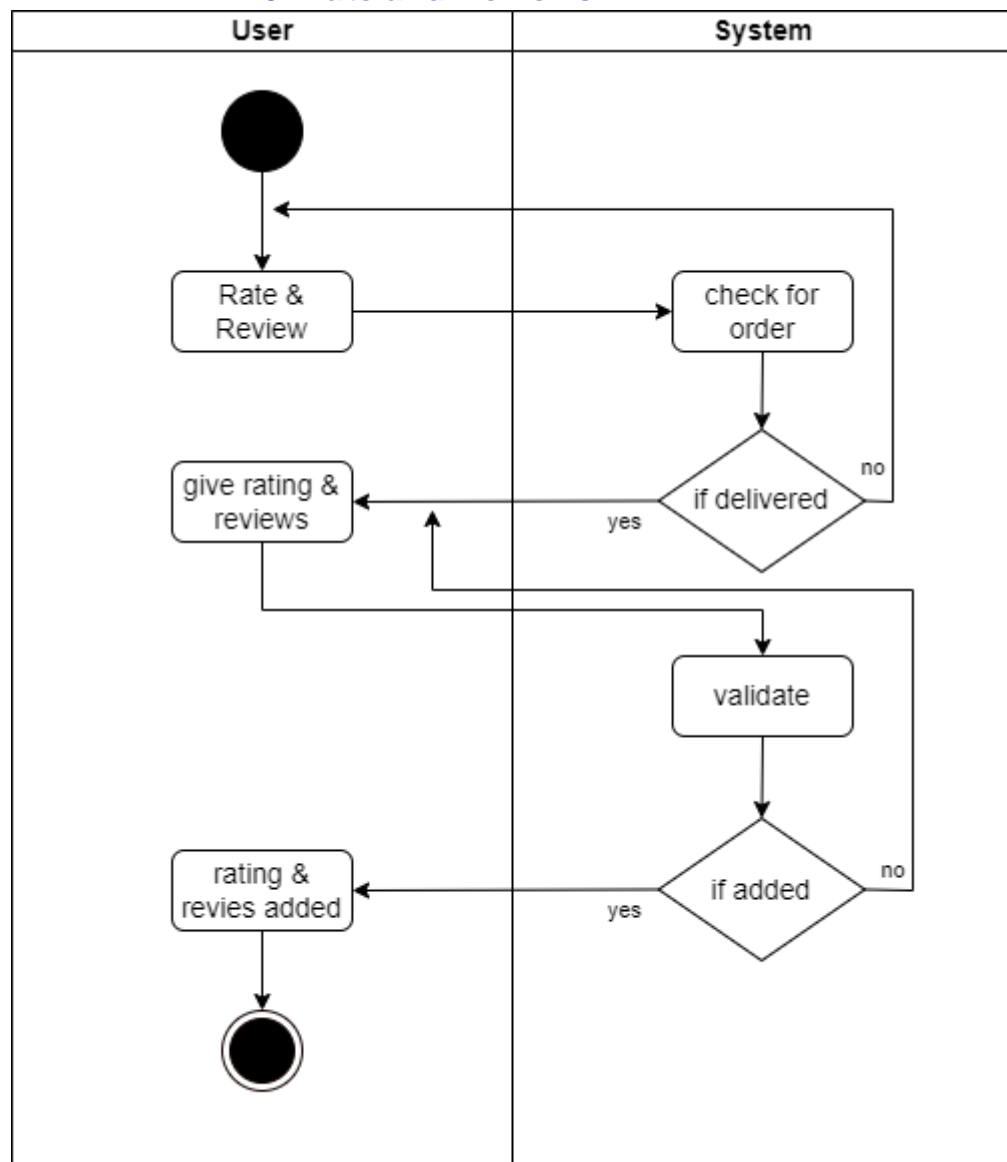 User
System
Rate &
Review
check for
order
no
give rating &
reviews
if delivered
yes
validate
rating &
revies added
if added
no
yes